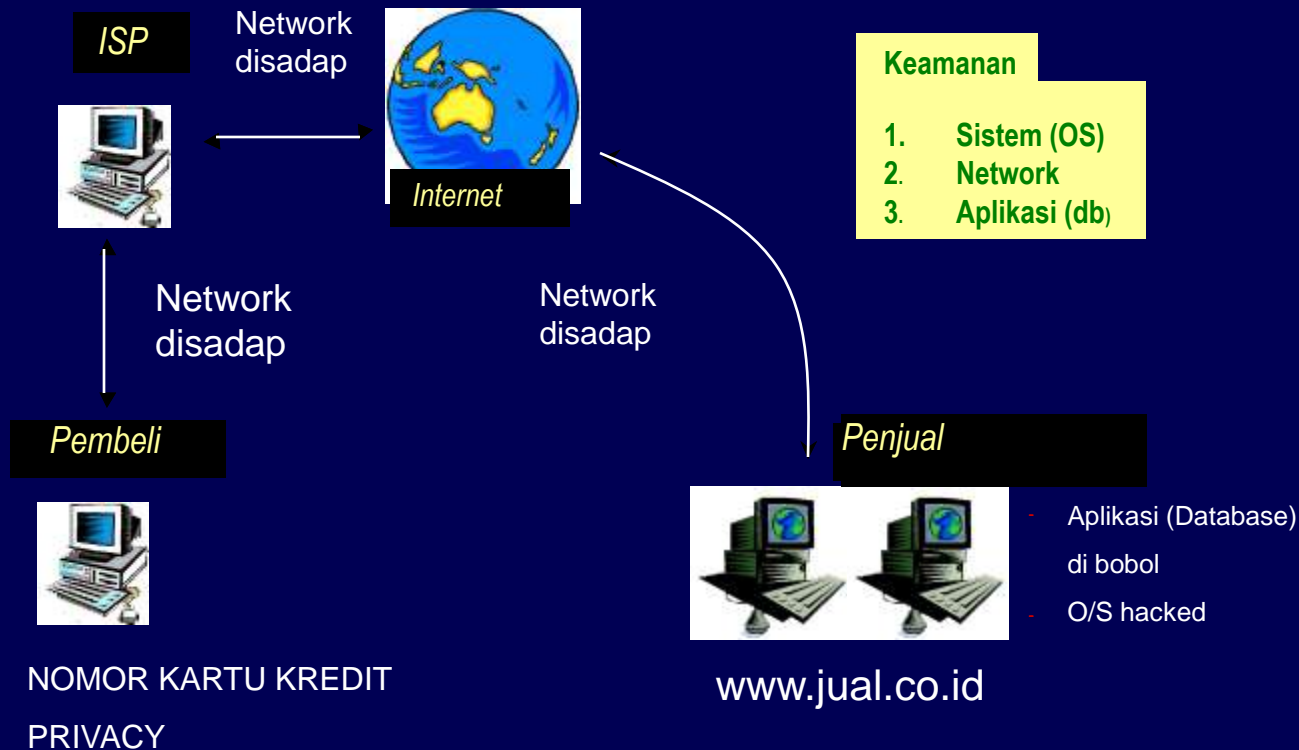 ISP
Network
disadap
Internet
Keamanan
1. Sistem (OS)
2. Network
3. Aplikasi (db)
Network
disadap
Network
disadap
Pembeli
Penjual
- Aplikasi (Database)
di bobol
- O/S hacked
NOMOR KARTU KREDIT
PRIVACY
www.jual.co.id